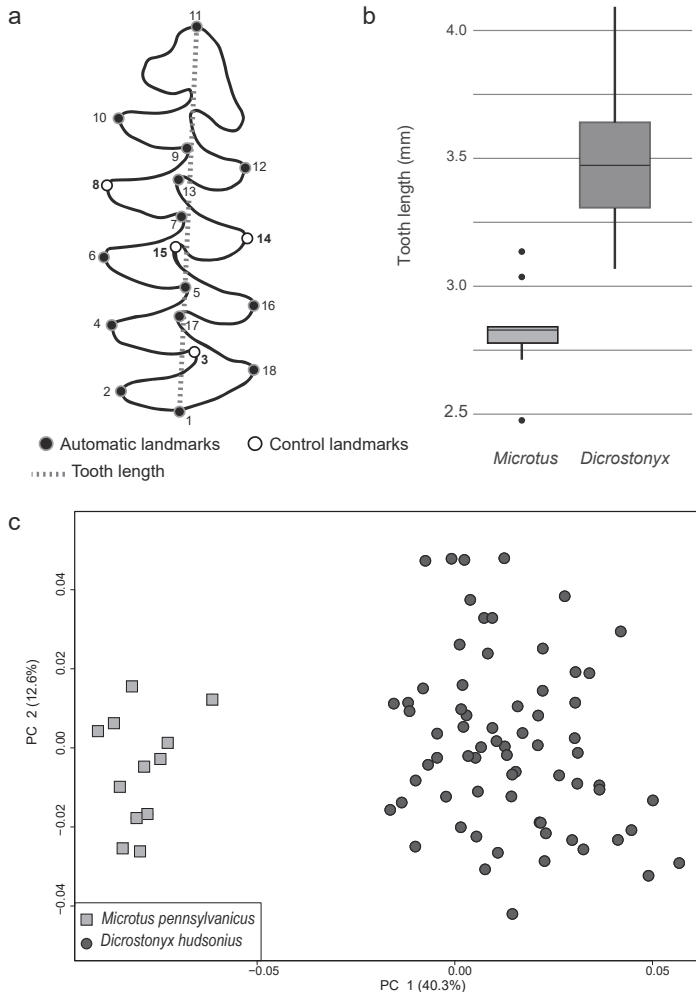 a
11
10
9
12
8
13
7
14
15
6
5
16
4
17
3
18
2
1
Automatic landmarks
Control landmarks
Tooth length
b
Tooth length (mm)
4.0
3.5
3.0
2.5
Microtus
Dicrostonyx
c
PC 2 (12.6%)
0.04
0.02
0.00
−0.02
−0.04
Microtus pennsylvanicus
Dicrostonyx hudsonius
−0.05
0.00
0.05
PC 1 (40.3%)